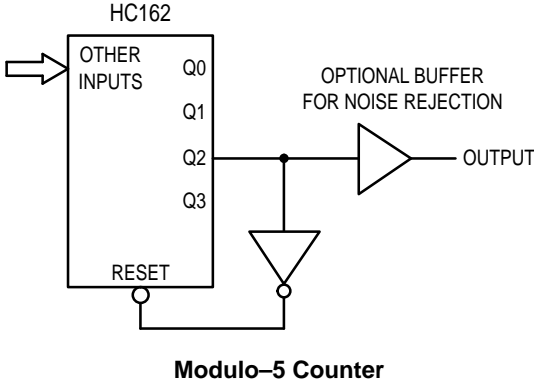 HC162
OTHER
INPUTS
Q0
Q1
Q2
Q3
RESET
OPTIONAL BUFFER
FOR NOISE REJECTION
OUTPUT
Modulo–5 Counter